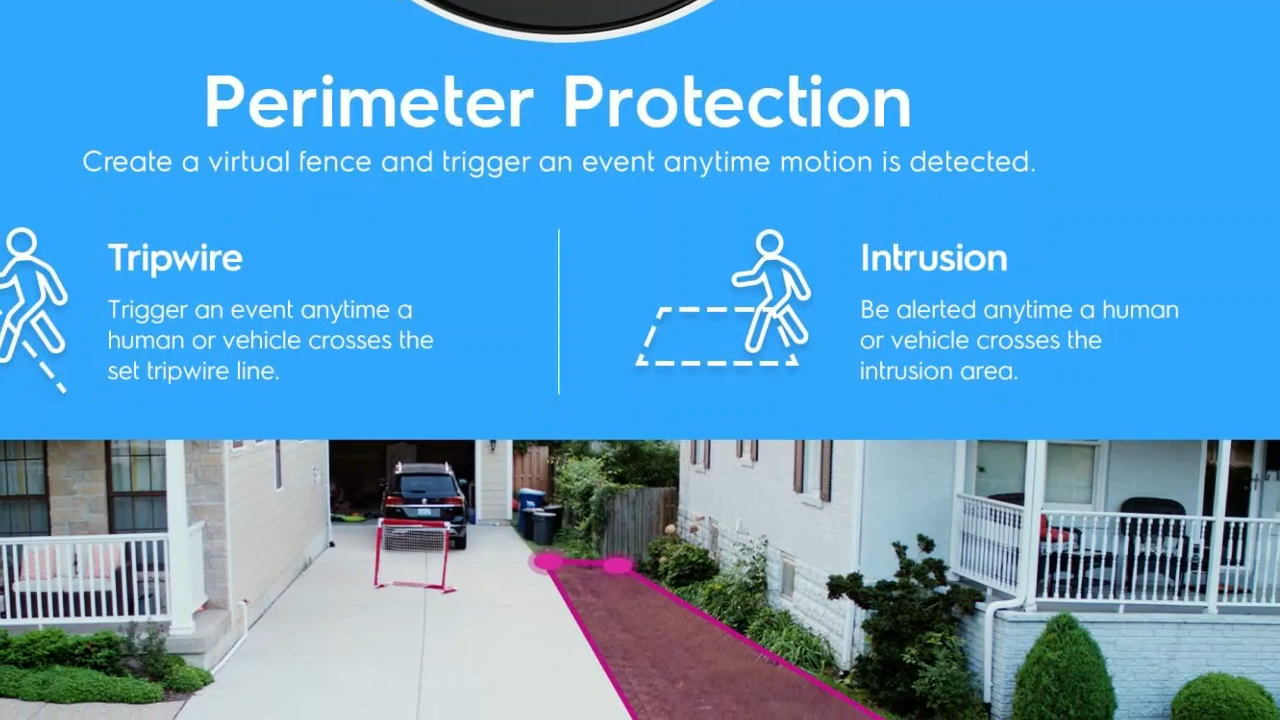 Perimeter Protection
Create a virtual fence and trigger an event anytime motion is detected.
Tripwire
Trigger an event anytime a
human or vehicle crosses the
set tripwire line.
Intrusion
Be alerted anytime a human
or vehicle crosses the
intrusion area.